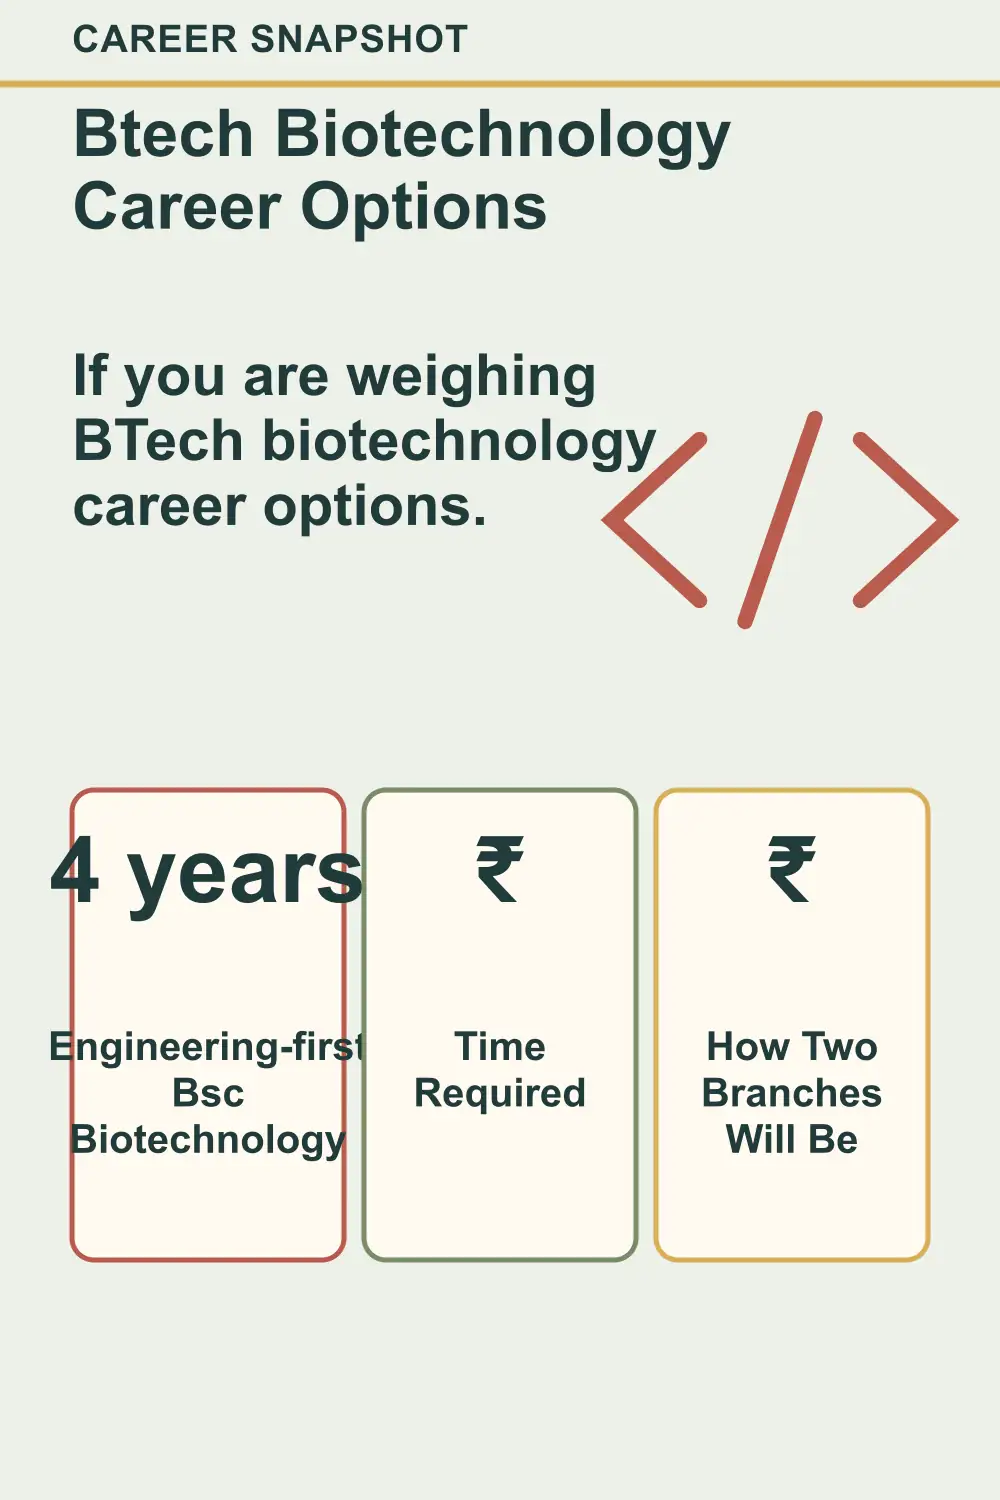 CAREER SNAPSHOT
Btech Biotechnology
Career Options
If you are weighing
BTech biotechnology
career options.
4 years
₹
₹
Engineering-first
Bsc
Biotechnology
Time
Required
How Two
Branches
Will Be